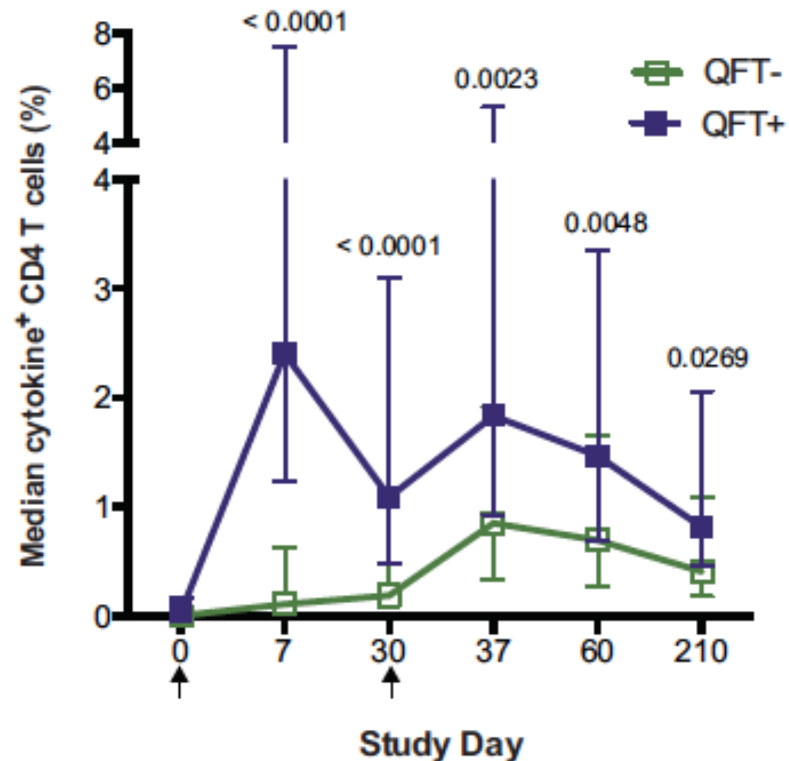 < 0.0001
8
6
4
4
3
2
1
0
0.0023
QFT-
QFT+
< 0.0001
0.0048
0.0269
Median cytokine⁺ CD4 T cells (%)
0 7 30 37 60 210
Study Day